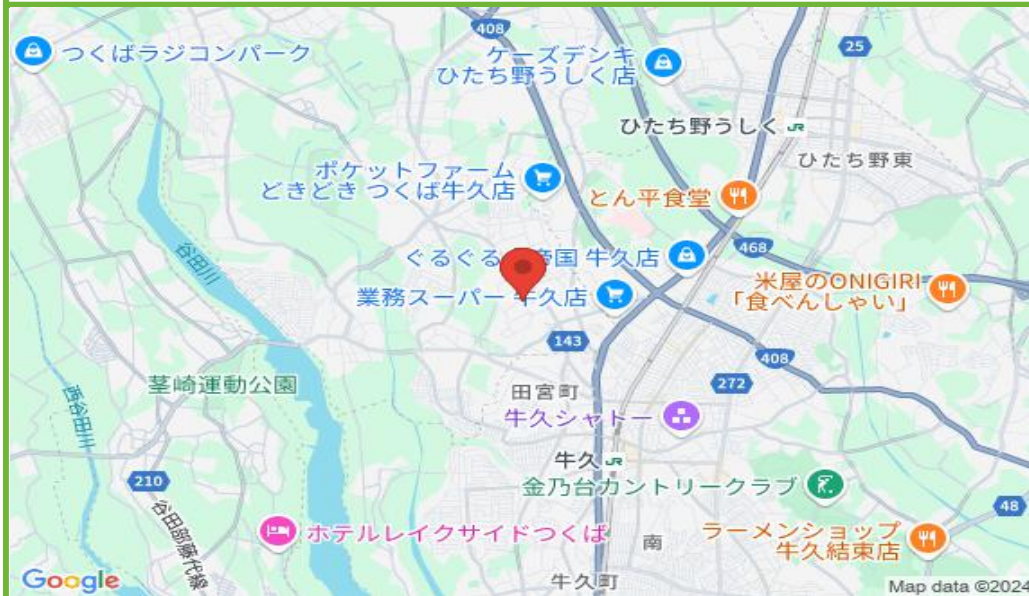 408
25
つくばラジコンパーク
ケーズデンキ
ひたち野うしく店
ひたち野うしく JR
ひたち野東
ポケットファーム
どきどき つくば牛久店
とん平食堂
谷田川
ぐるぐる 帝国 牛久店
468
業務スーパー 牛久店
米屋のONIGIRI
「食べんしゃい」
143
408
茎崎運動公園
272
田宮町
西谷田川
牛久シャトー
牛久 JR
210
金乃台カントリークラブ
48
谷田部藤代線
ホテルレイクサイドつくば
南
ラーメンショップ
牛久結束店
牛久町
Google
Map data ©2024